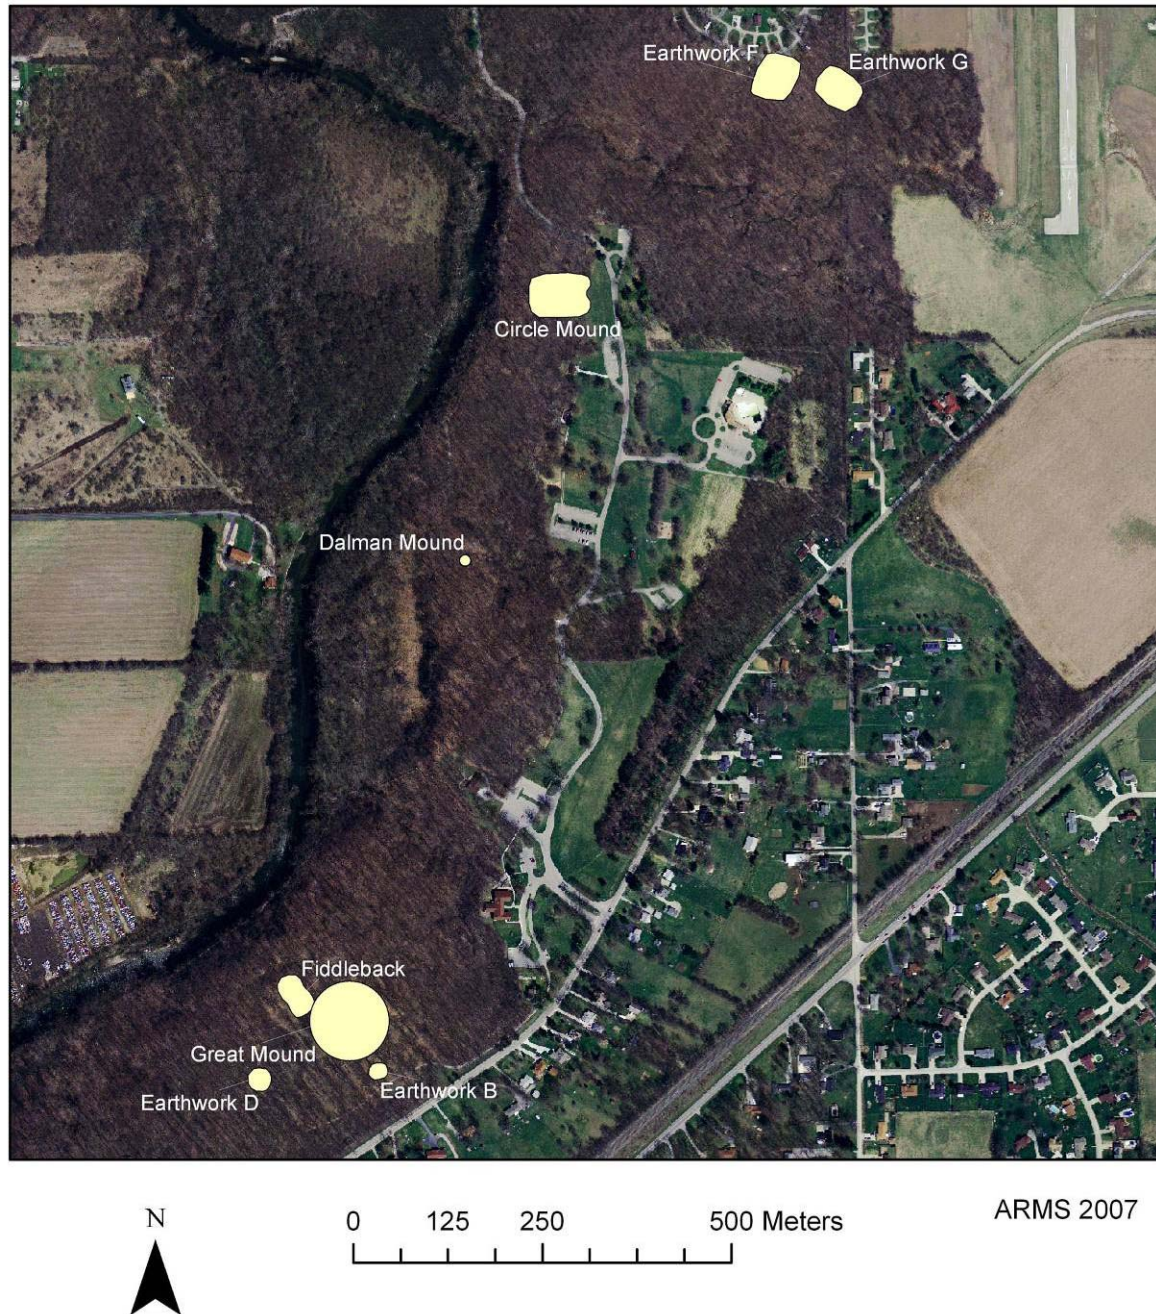 Earthwork F
Earthwork G
Circle Mound
Dalman Mound
Fiddleback
Great Mound
Earthwork D
Earthwork B
N
0 125 250 500 Meters
ARMS 2007